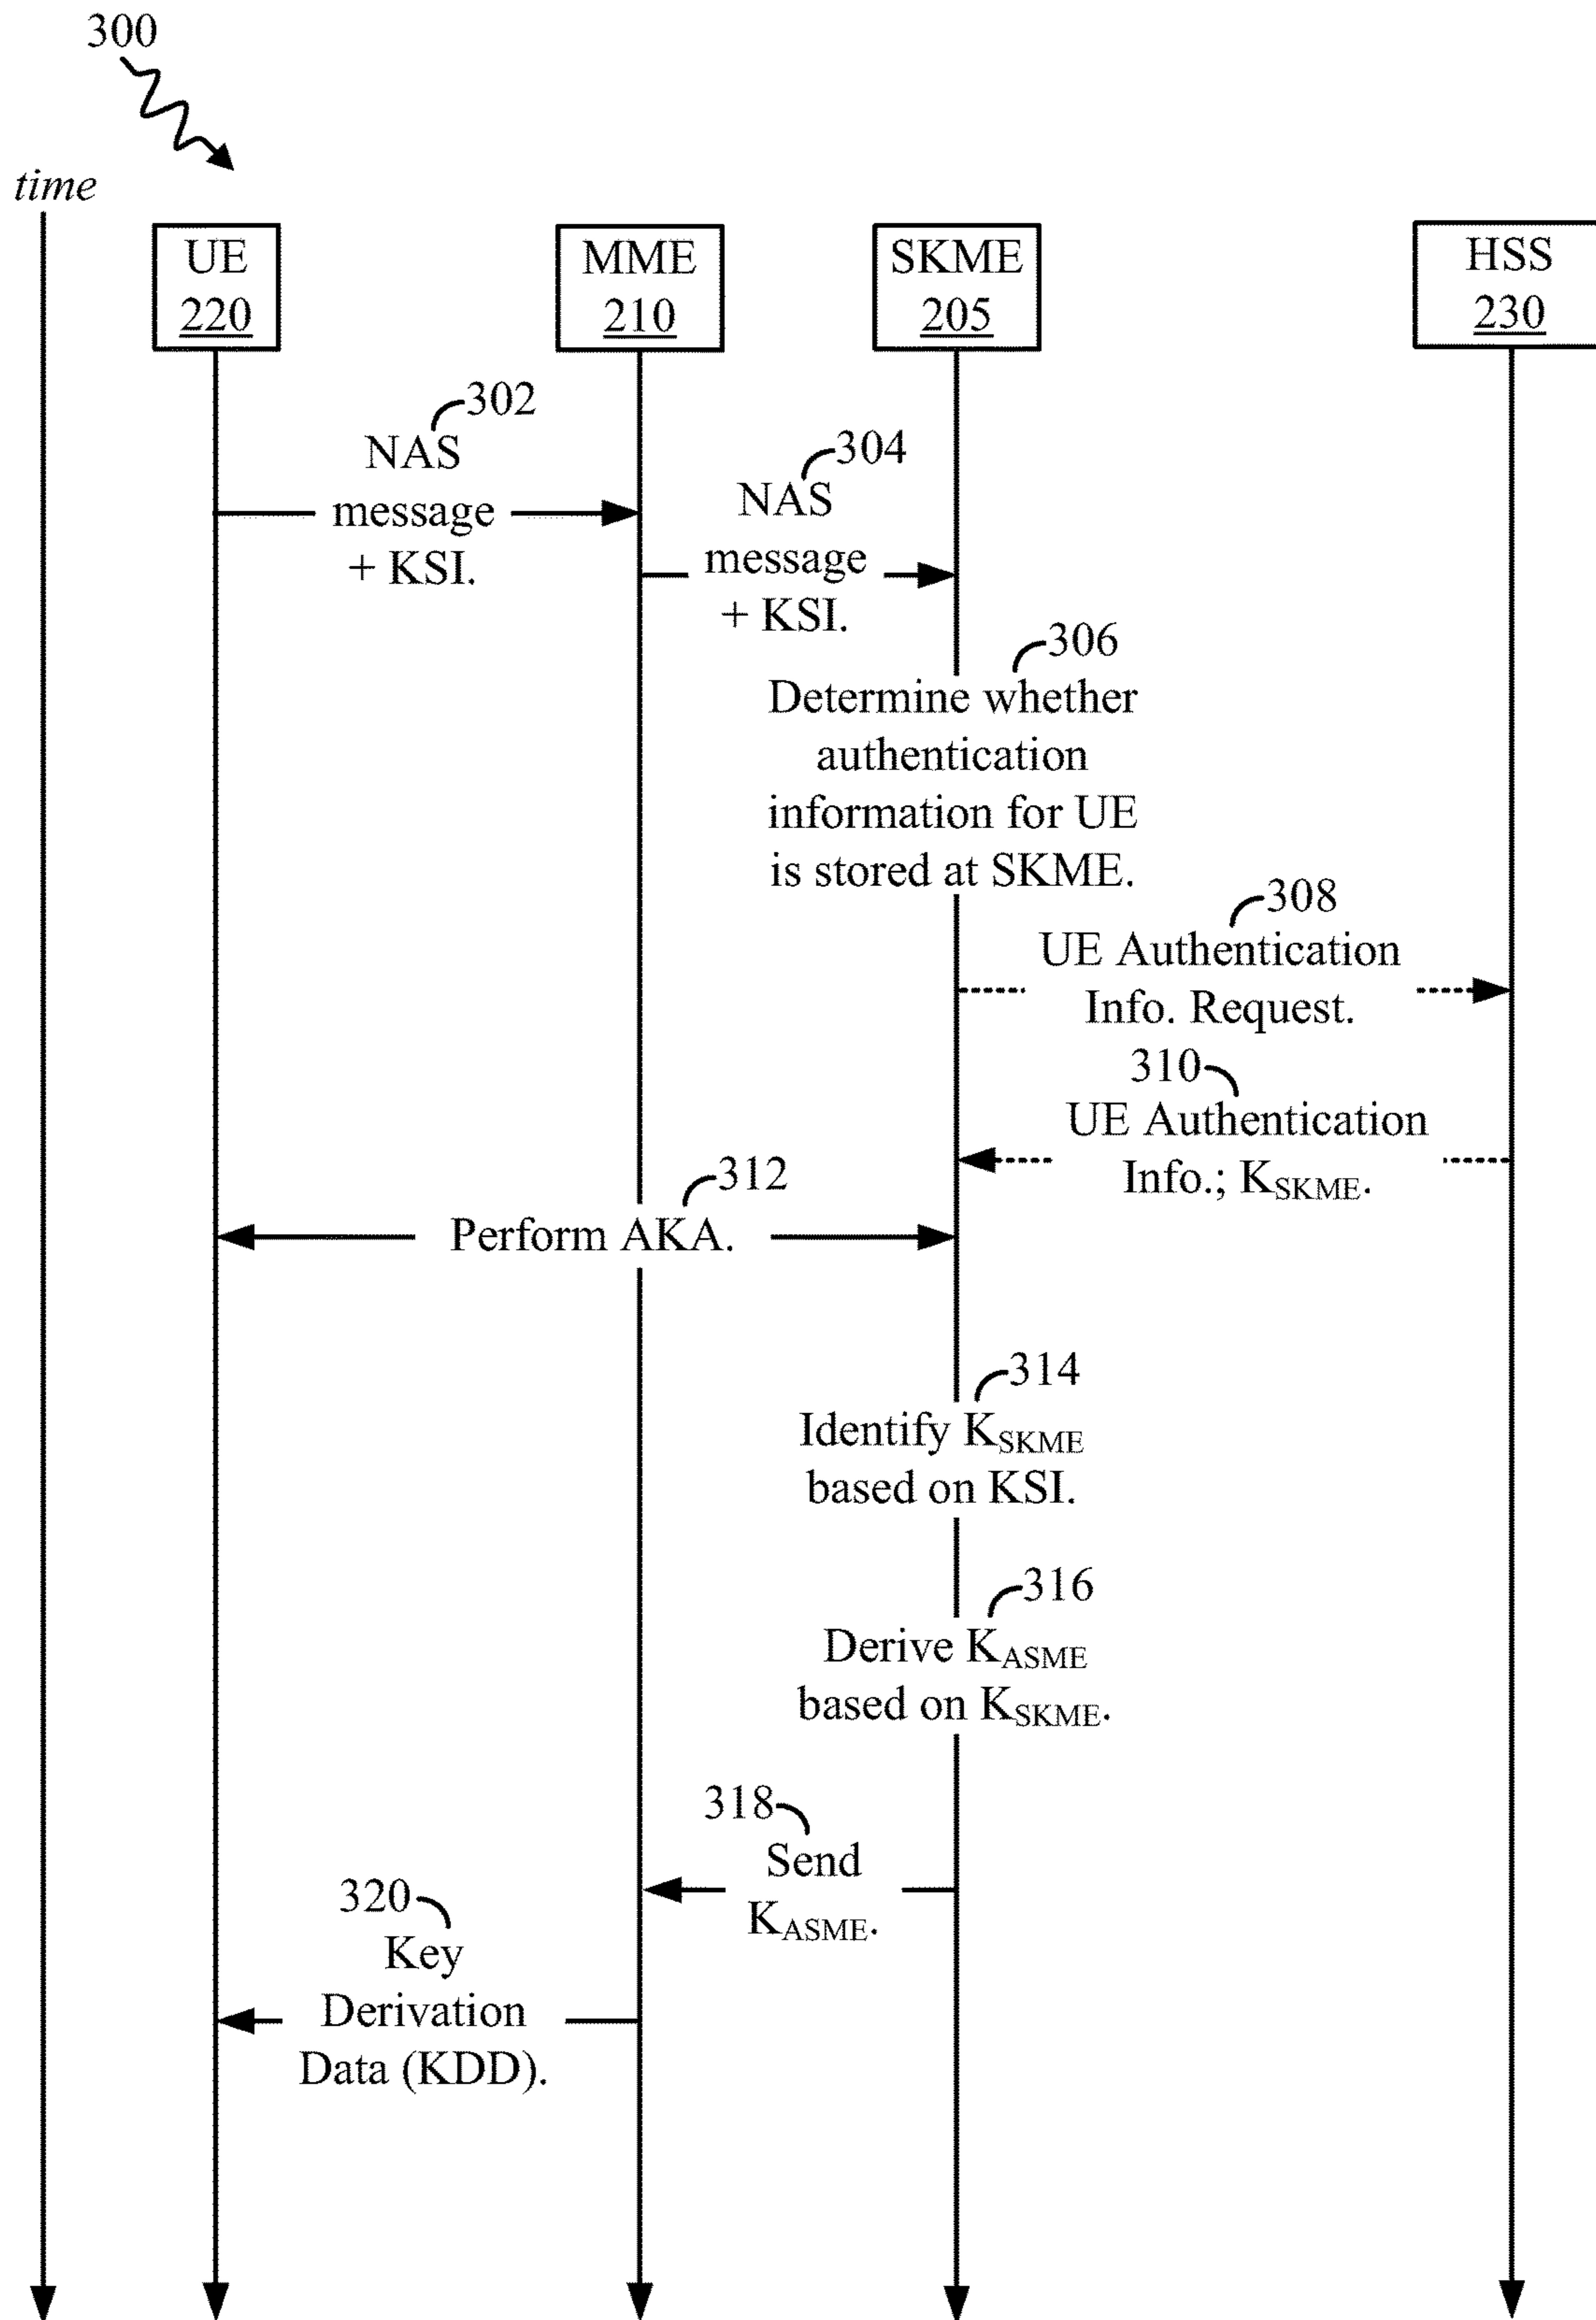 300
time
UE
220
MME
210
SKME
205
HSS
230
302
NAS
message
+ KSI.
304
NAS
message
+ KSI.
306
Determine whether
authentication
information for UE
is stored at SKME.
308
UE Authentication
Info. Request.
310
UE Authentication
Info.; KSKME.
312
Perform AKA.
314
Identify KSKME
based on KSI.
316
Derive KASME
based on KSKME.
318
Send
KASME.
320
Key
Derivation
Data (KDD).